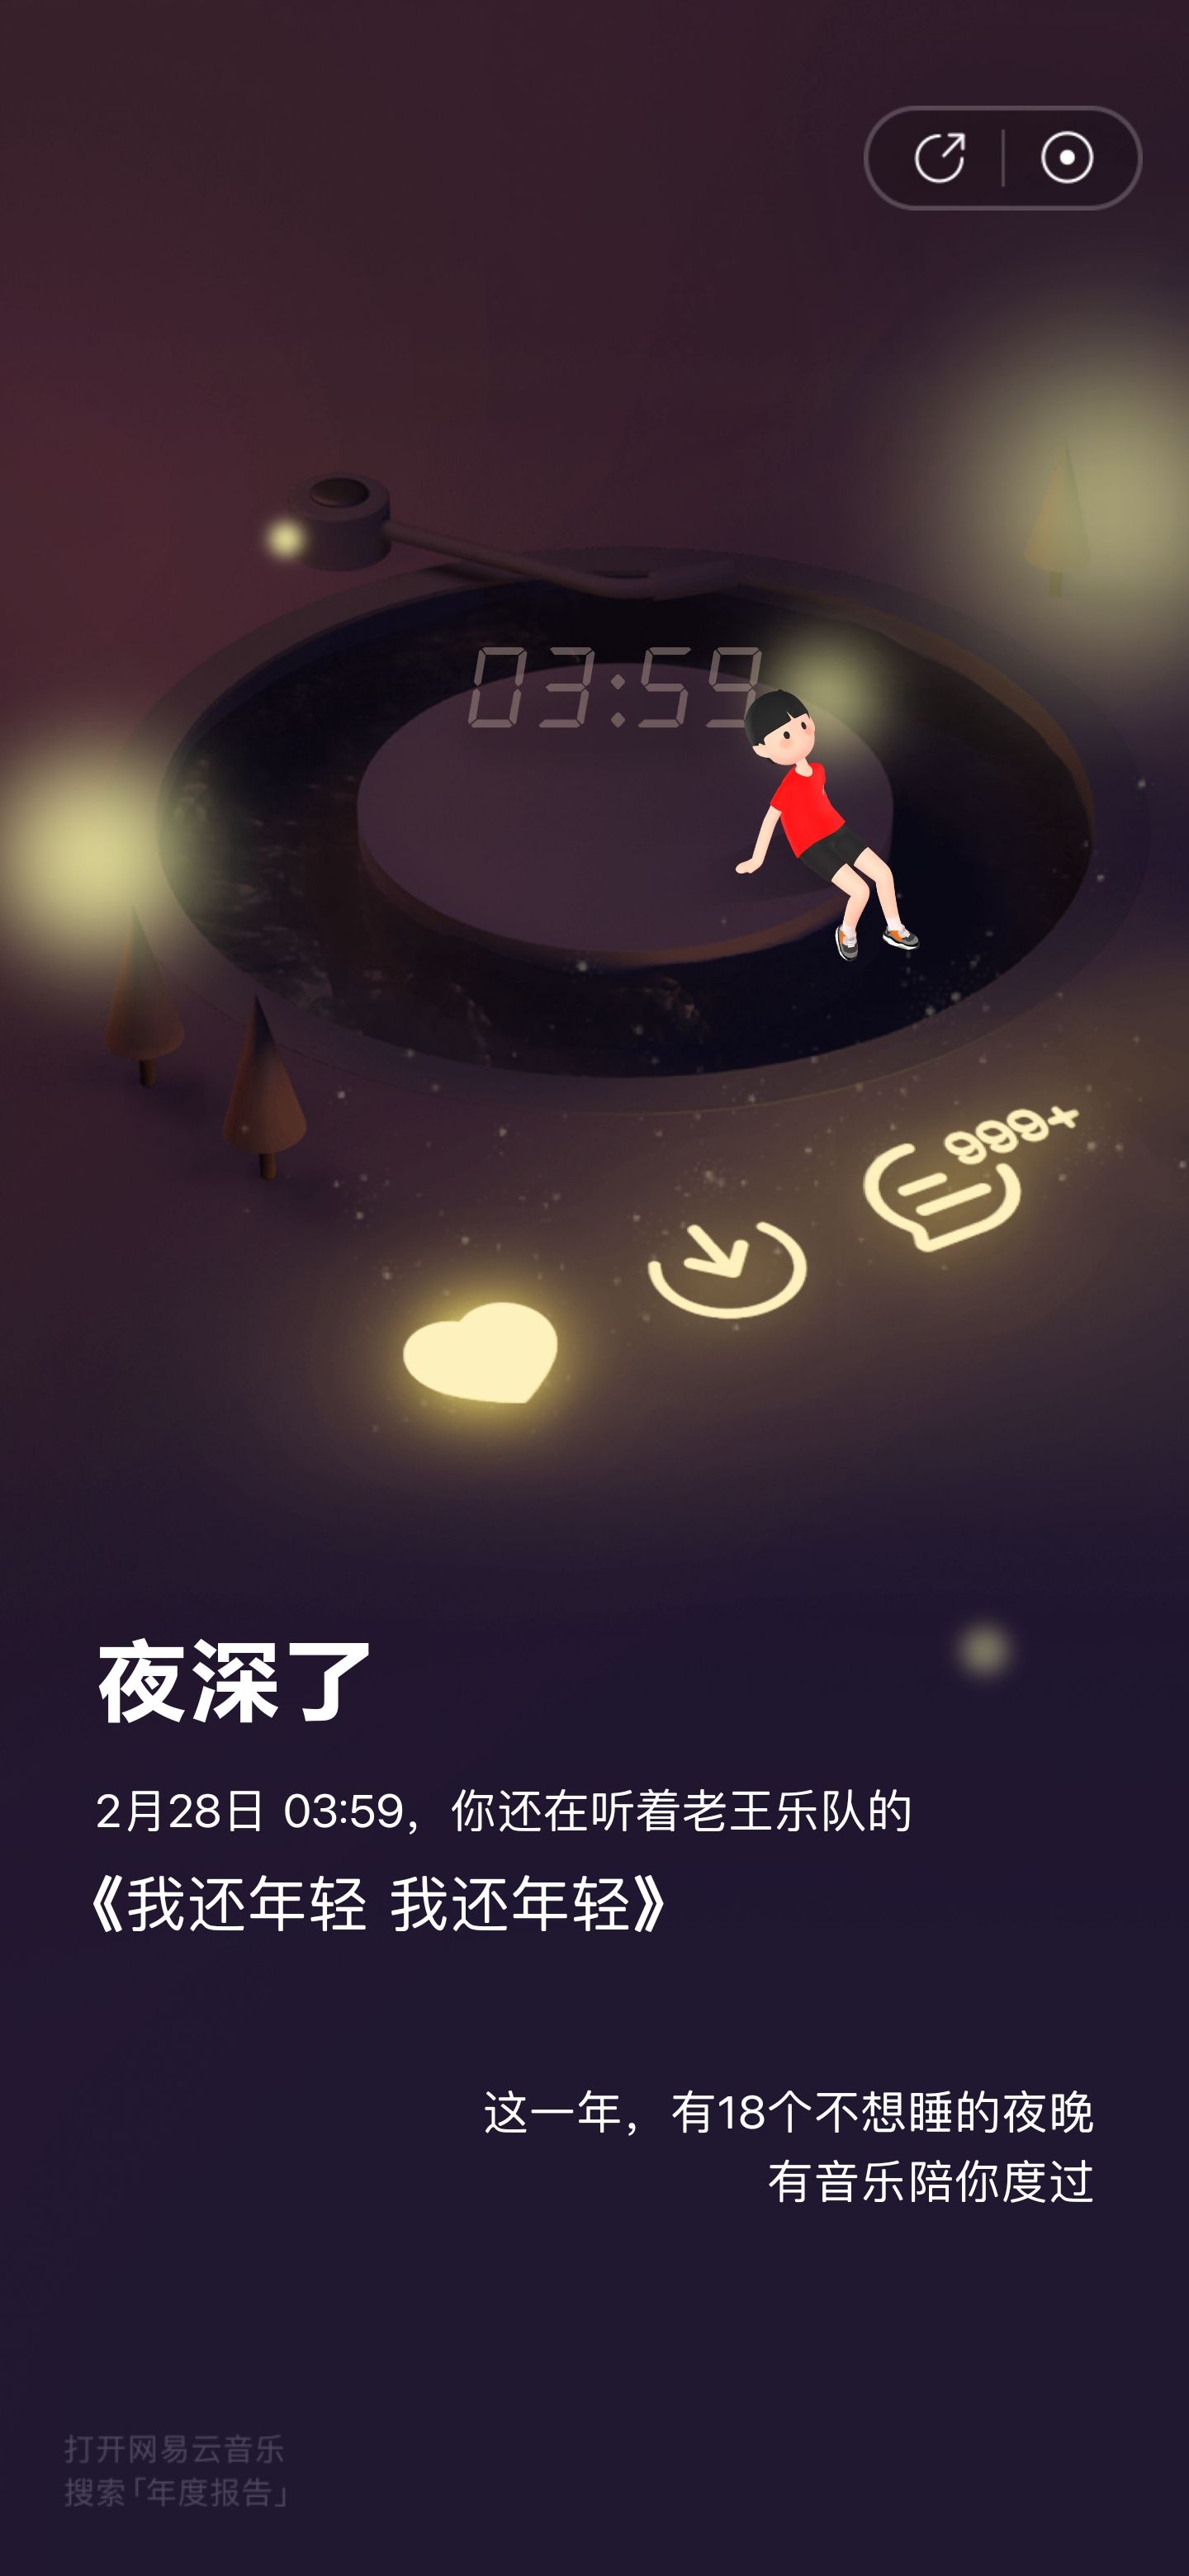 03:59
999+
夜深了
2月28日 03:59，你还在听着老王乐队的
《我还年轻 我还年轻》
这一年，有18个不想睡的夜晚
有音乐陪你度过
打开网易云音乐
搜索「年度报告」